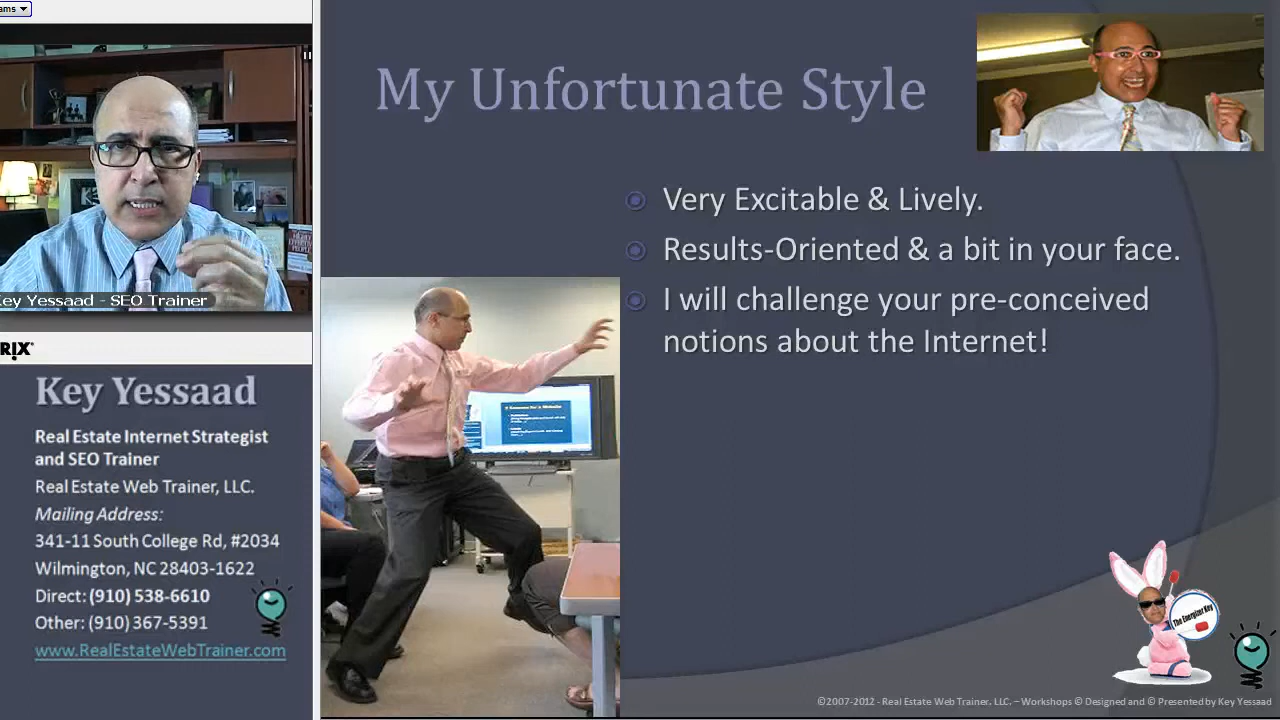 ams
Key Yessaad - SEO Trainer
RIX
Key Yessaad
Real Estate Internet Strategist
and SEO Trainer
Real Estate Web Trainer, LLC.
Mailing Address:
341-11 South College Rd, #2034
Wilmington, NC 28403-1622
Direct: (910) 538-6610
Other: (910) 367-5391
www.RealEstateWebTrainer.com
My Unfortunate Style
Very Excitable & Lively.
Results-Oriented & a bit in your face.
I will challenge your pre-conceived
notions about the Internet!
The Energizer Key
©2007-2012 - Real Estate Web Trainer, LLC. – Workshops © Designed and © Presented by Key Yessaad